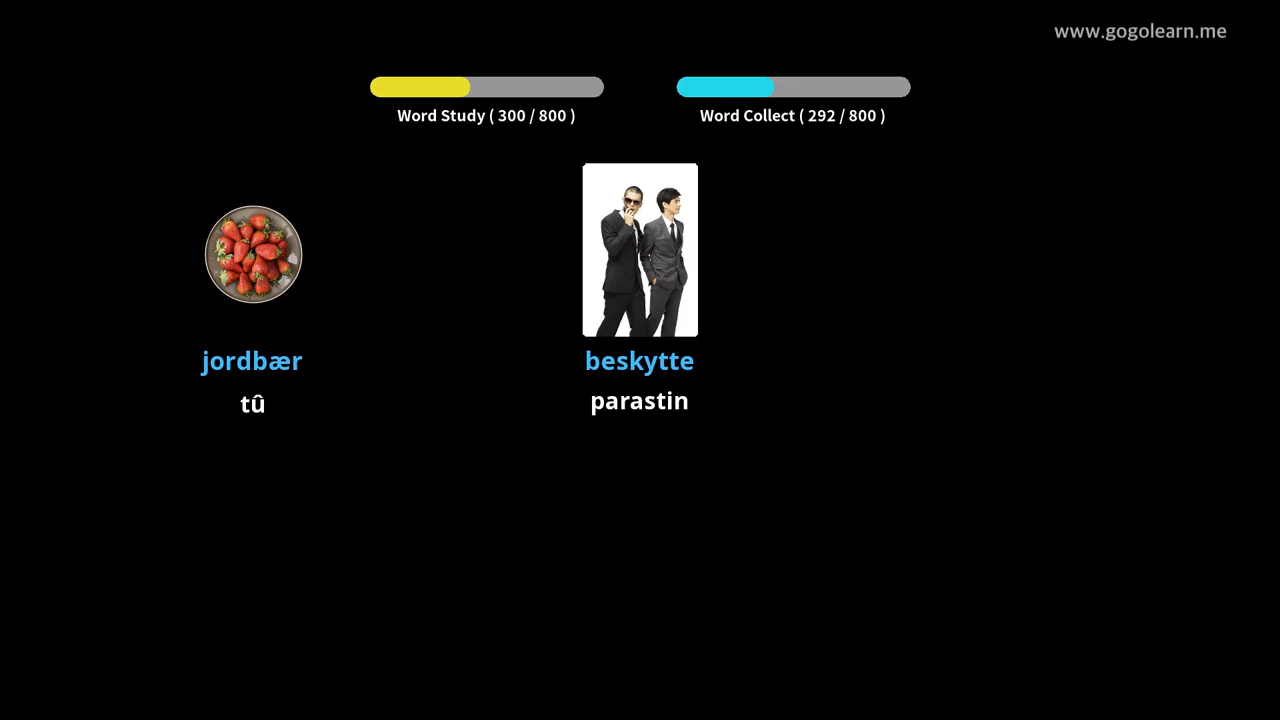 www.gogolearn.me
Word Study ( 300 / 800 )
Word Collect ( 292 / 800 )
jordbær
tû
beskytte
parastin